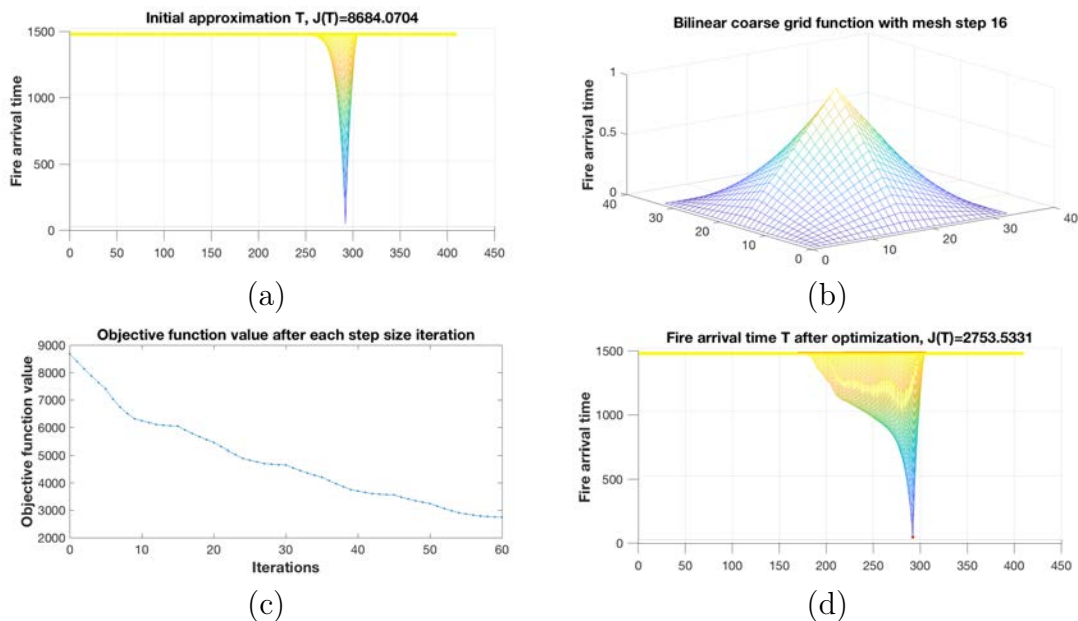 Initial approximation T, J(T)=8684.0704
1500
1000
500
0
Fire arrival time
0 50 100 150 200 250 300 350 400 450
(a)
Bilinear coarse grid function with mesh step 16
1
0.5
0
Fire arrival time
40 30 20 10 0
0 10 20 30 40
(b)
Objective function value after each step size iteration
9000
8000
7000
6000
5000
4000
3000
2000
Objective function value
0 10 20 30 40 50 60
Iterations
(c)
Fire arrival time T after optimization, J(T)=2753.5331
1500
1000
500
0
Fire arrival time
0 50 100 150 200 250 300 350 400 450
(d)